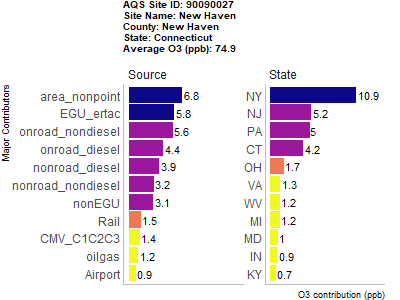 AQS Site ID: 90090027
Site Name: New Haven
County: New Haven
State: Connecticut
Average O3 (ppb): 74.9
Major Contributors
Source
area_nonpoint 6.8
EGU_ertac 5.8
onroad_nondiesel 5.6
onroad_diesel 4.4
nonroad_diesel 3.9
nonroad_nondiesel 3.2
nonEGU 3.1
Rail 1.5
CMV_C1C2C3 1.4
oilgas 1.2
Airport 0.9
State
NY 10.9
NJ 5.2
PA 5
CT 4.2
OH 1.7
VA 1.3
WV 1.2
MI 1.2
MD 1
IN 0.9
KY 0.7
O3 contribution (ppb)